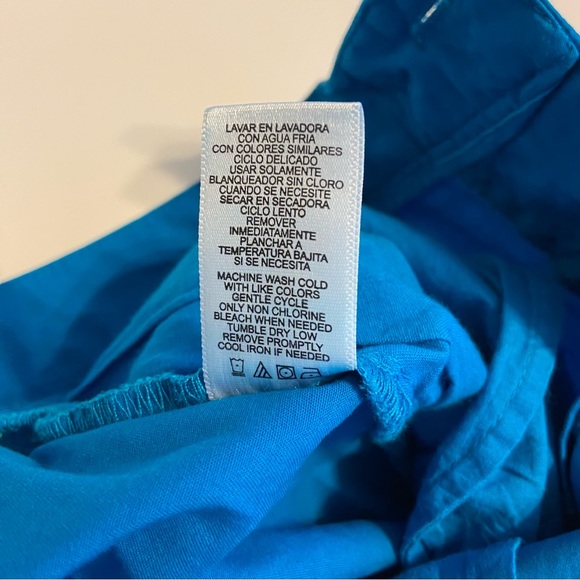 LAVAR EN LAVADORA
CON AGUA FRIA
CON COLORES SIMILARES
CICLO DELICADO
USAR SOLAMENTE
BLANQUEADOR SIN CLORO
CUANDO SE NECESITE
SECAR EN SECADORA
CICLO LENTO
REMOVER
INMEDIATAMENTE
PLANCHAR A
TEMPERATURA BAJITA
SI SE NECESITA
MACHINE WASH COLD
WITH LIKE COLORS
GENTLE CYCLE
ONLY NON CHLORINE
BLEACH WHEN NEEDED
TUMBLE DRY LOW
REMOVE PROMPTLY
COOL IRON IF NEEDED